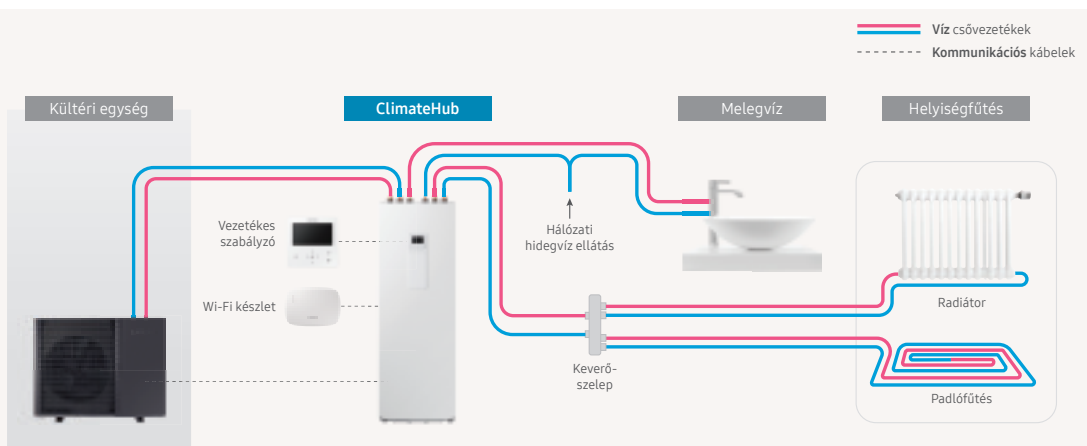 Víz csővezetékek
Kommunikációs kábelek
Kültéri egység
ClimateHub
Melegvíz
Helyiségfűtés
Vezetékes
szabályzó
Hálózati
hidegvíz ellátás
Wi-Fi készlet
Radiátor
Keverő-
szelep
Padlófűtés